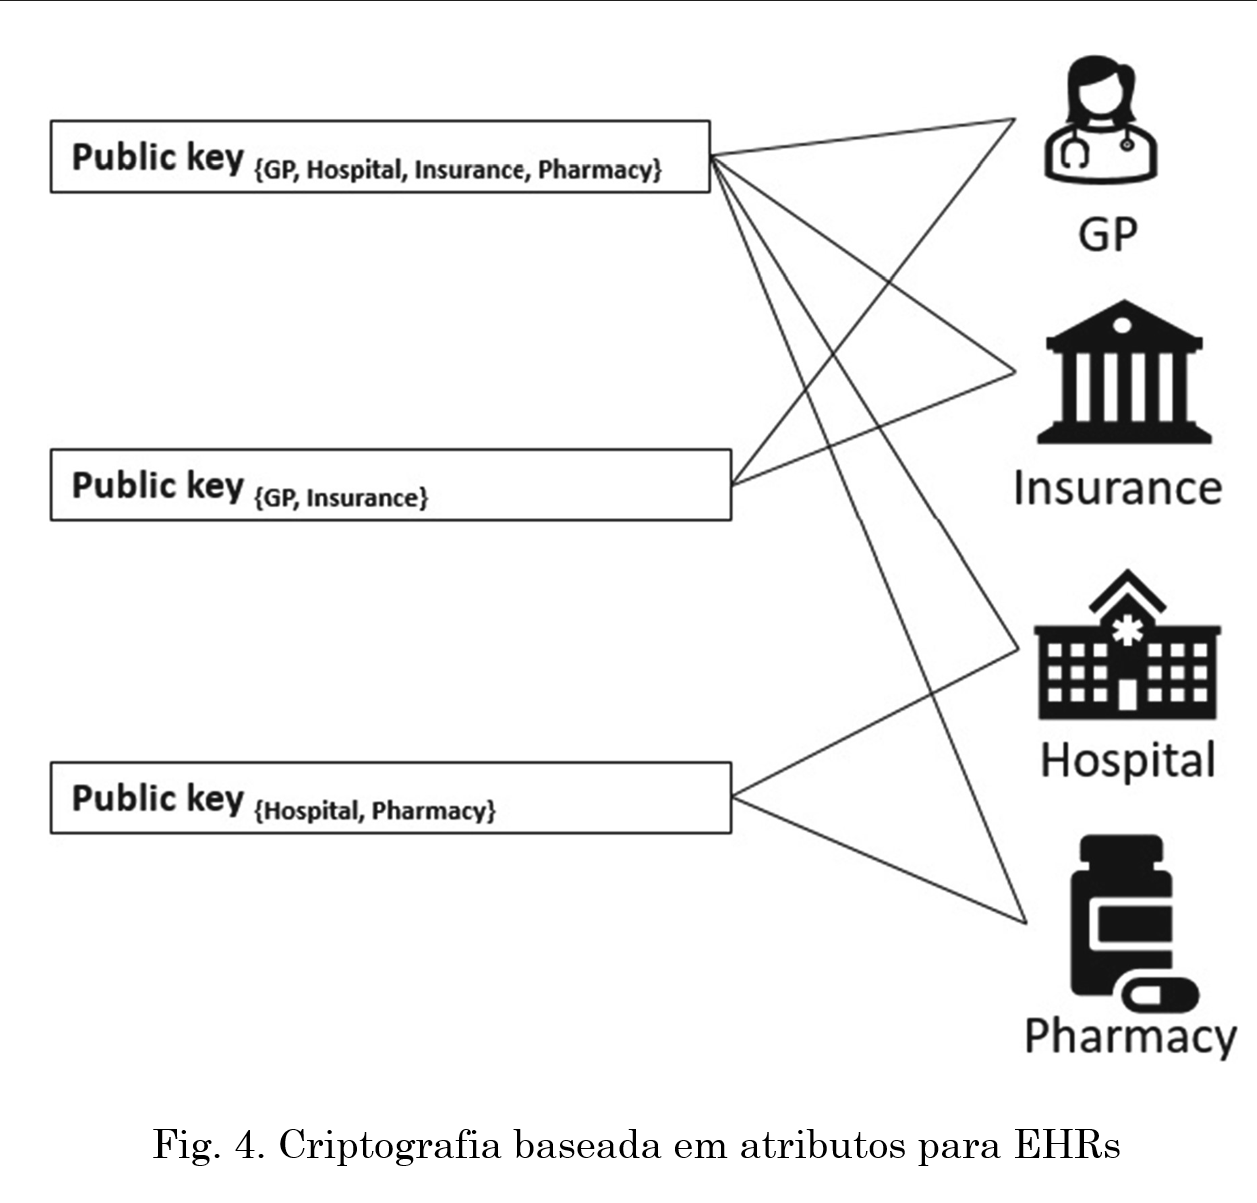 Public key {GP, Hospital, Insurance, Pharmacy}
GP
Insurance
Public key {GP, Insurance}
Hospital
Public key {Hospital, Pharmacy}
Pharmacy
Fig. 4. Criptografia baseada em atributos para EHRs